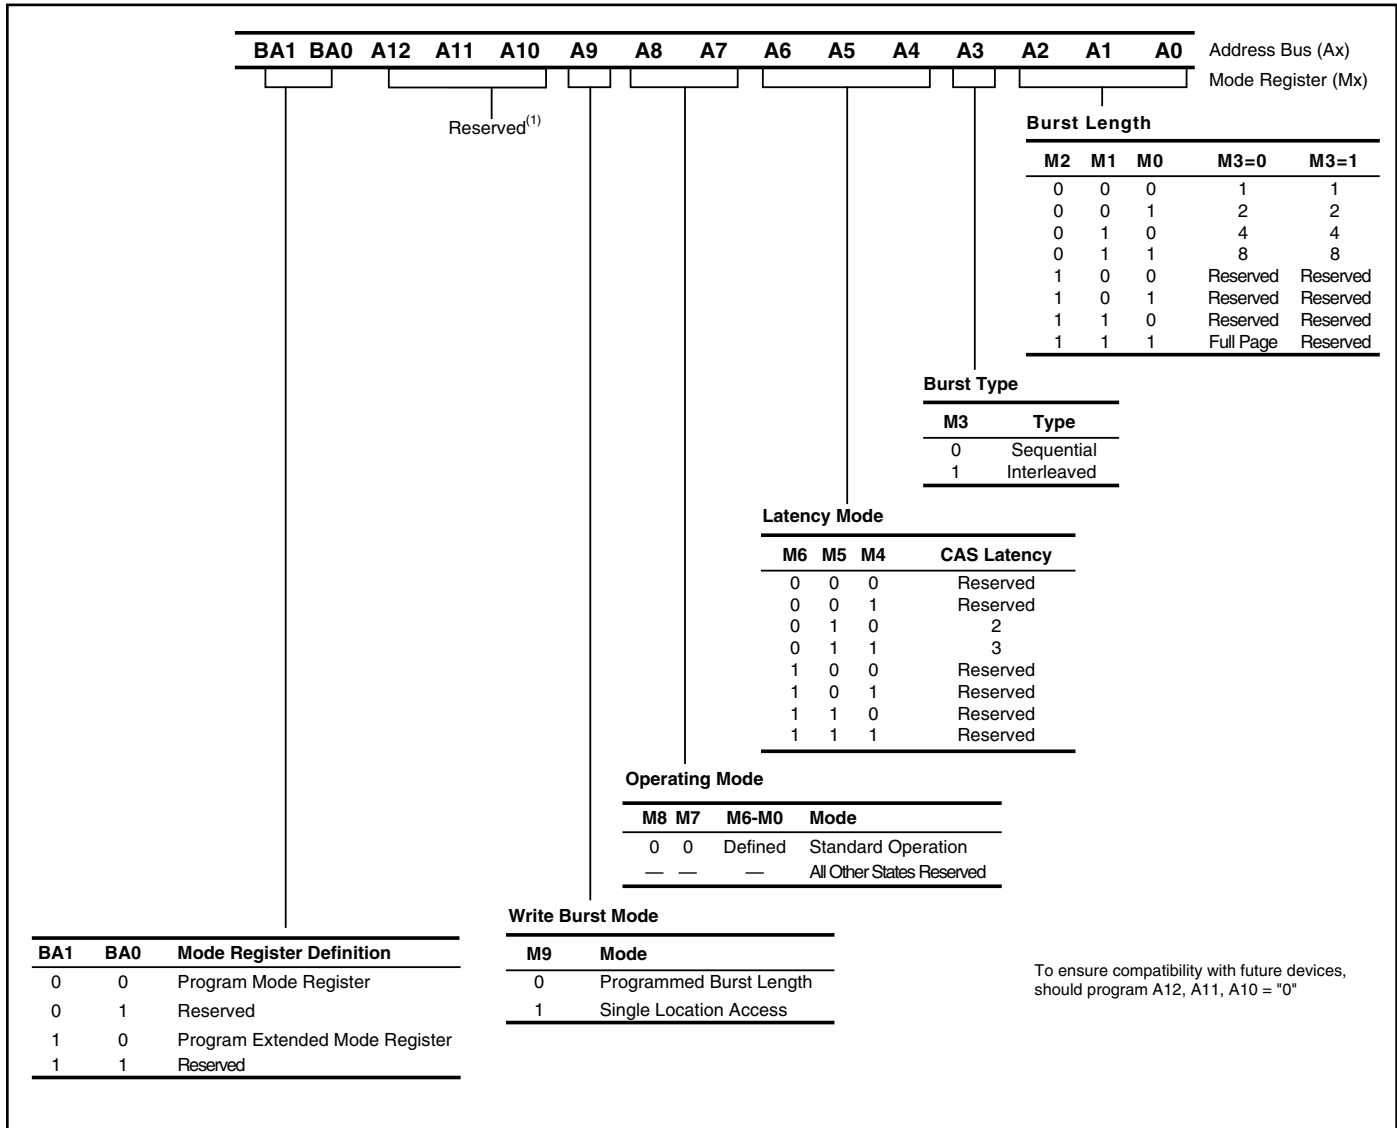 BA1 BA0 A12 A11 A10 A9 A8 A7 A6 A5 A4 A3 A2 A1 A0 Address Bus (Ax)
Mode Register (Mx)
Reserved(1)
Burst Length
M2 M1 M0 M3=0 M3=1
0 0 0 1 1
0 0 1 2 2
0 1 0 4 4
0 1 1 8 8
1 0 0 Reserved Reserved
1 0 1 Reserved Reserved
1 1 0 Reserved Reserved
1 1 1 Full Page Reserved
Burst Type
M3 Type
0 Sequential
1 Interleaved
Latency Mode
M6 M5 M4 CAS Latency
0 0 0 Reserved
0 0 1 Reserved
0 1 0 2
0 1 1 3
1 0 0 Reserved
1 0 1 Reserved
1 1 0 Reserved
1 1 1 Reserved
Operating Mode
M8 M7 M6-M0 Mode
0 0 Defined Standard Operation
— — — All Other States Reserved
Write Burst Mode
M9 Mode
0 Programmed Burst Length
1 Single Location Access
BA1 BA0 Mode Register Definition
0 0 Program Mode Register
0 1 Reserved
1 0 Program Extended Mode Register
1 1 Reserved
To ensure compatibility with future devices,
should program A12, A11, A10 = "0"